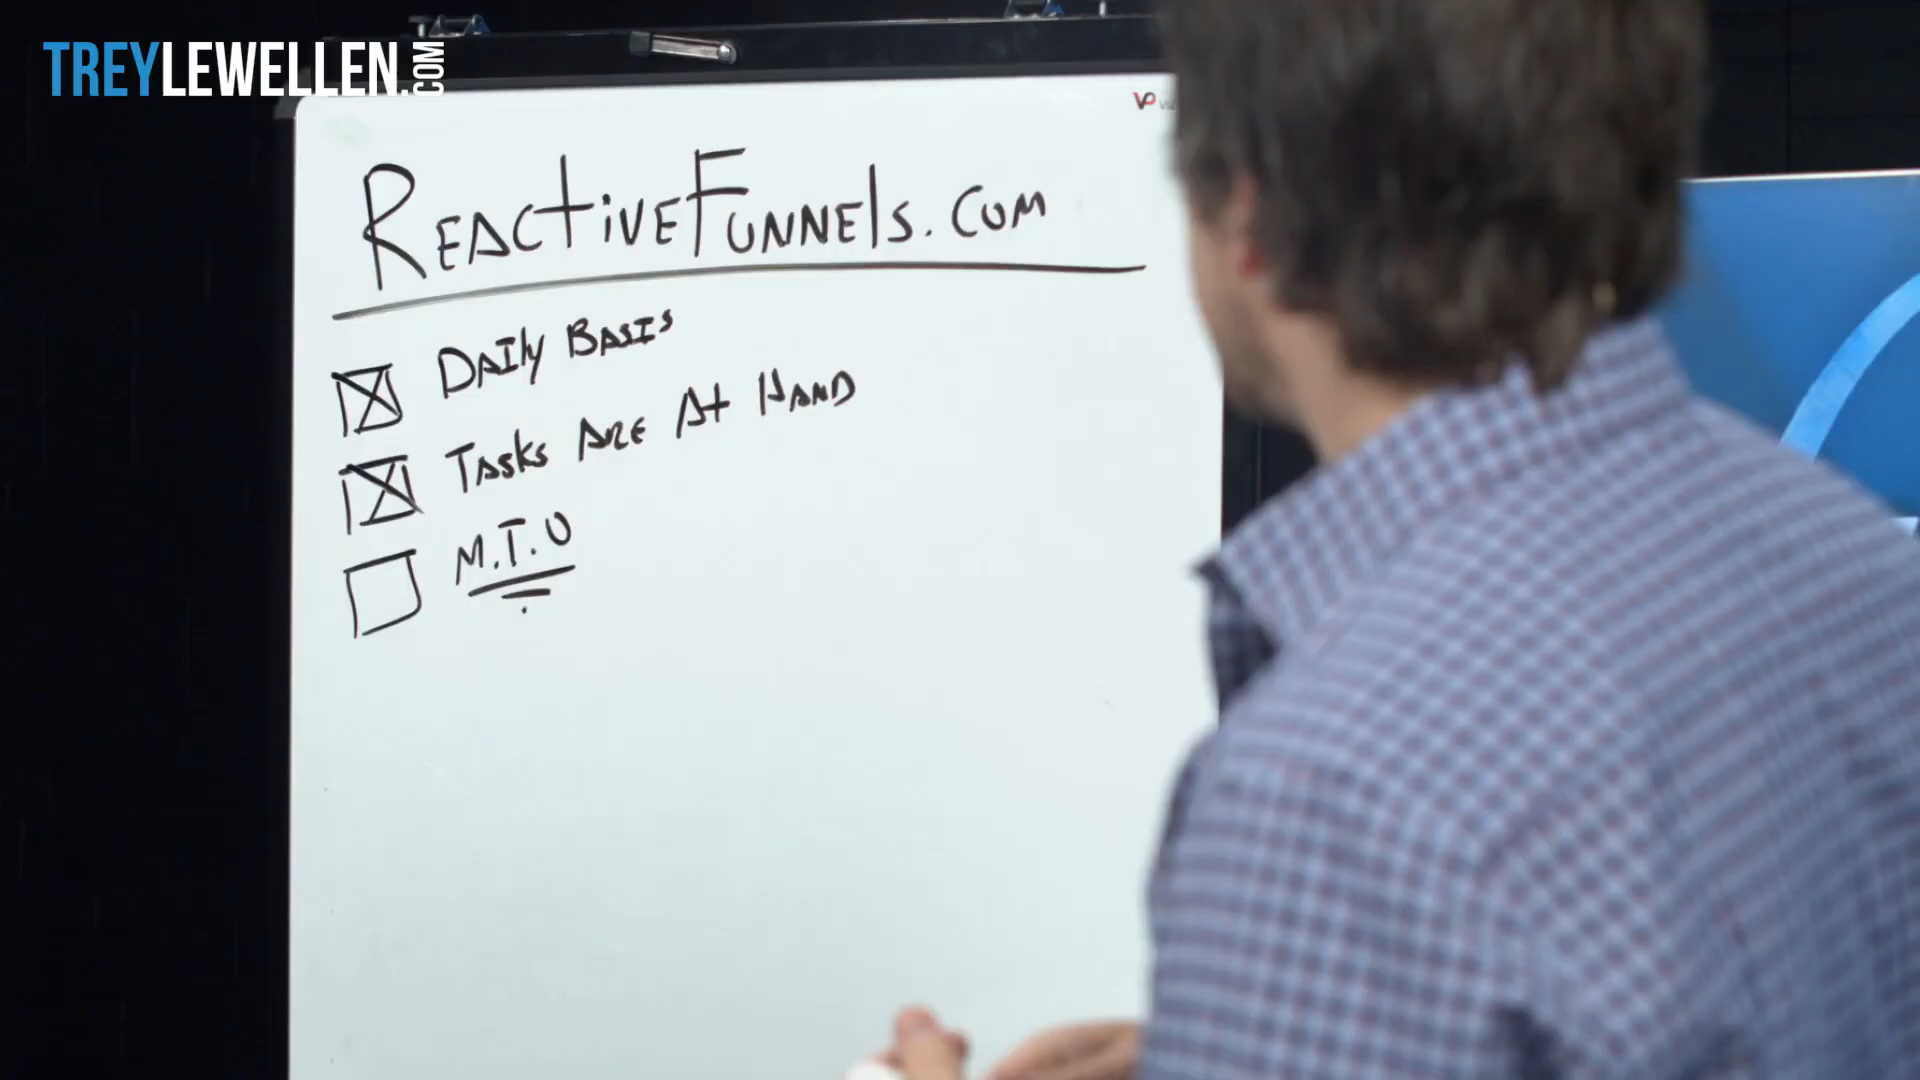 TREYLEWELLEN.COM
REACtiVEFUNNElS.COM
DAIly BASIS
TASks ARE At HAND
M.T.O